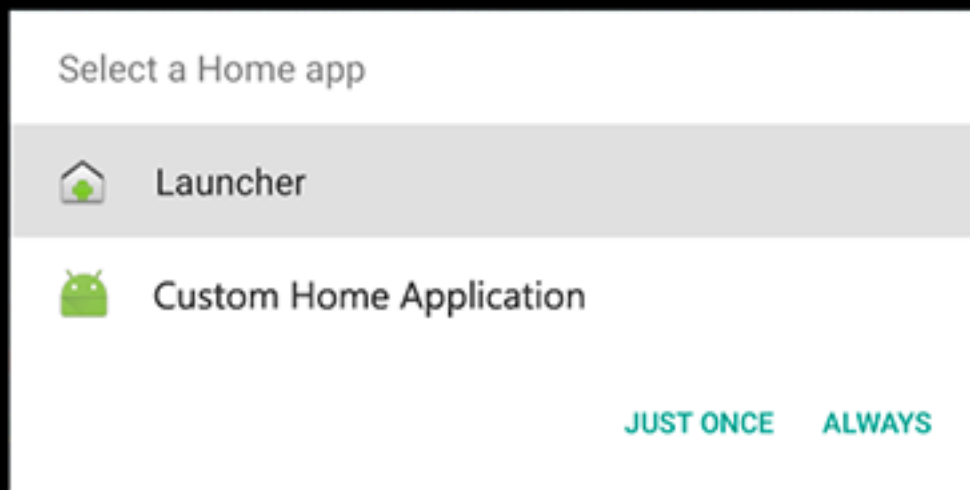 Select a Home app
Launcher
Custom Home Application
JUST ONCE ALWAYS